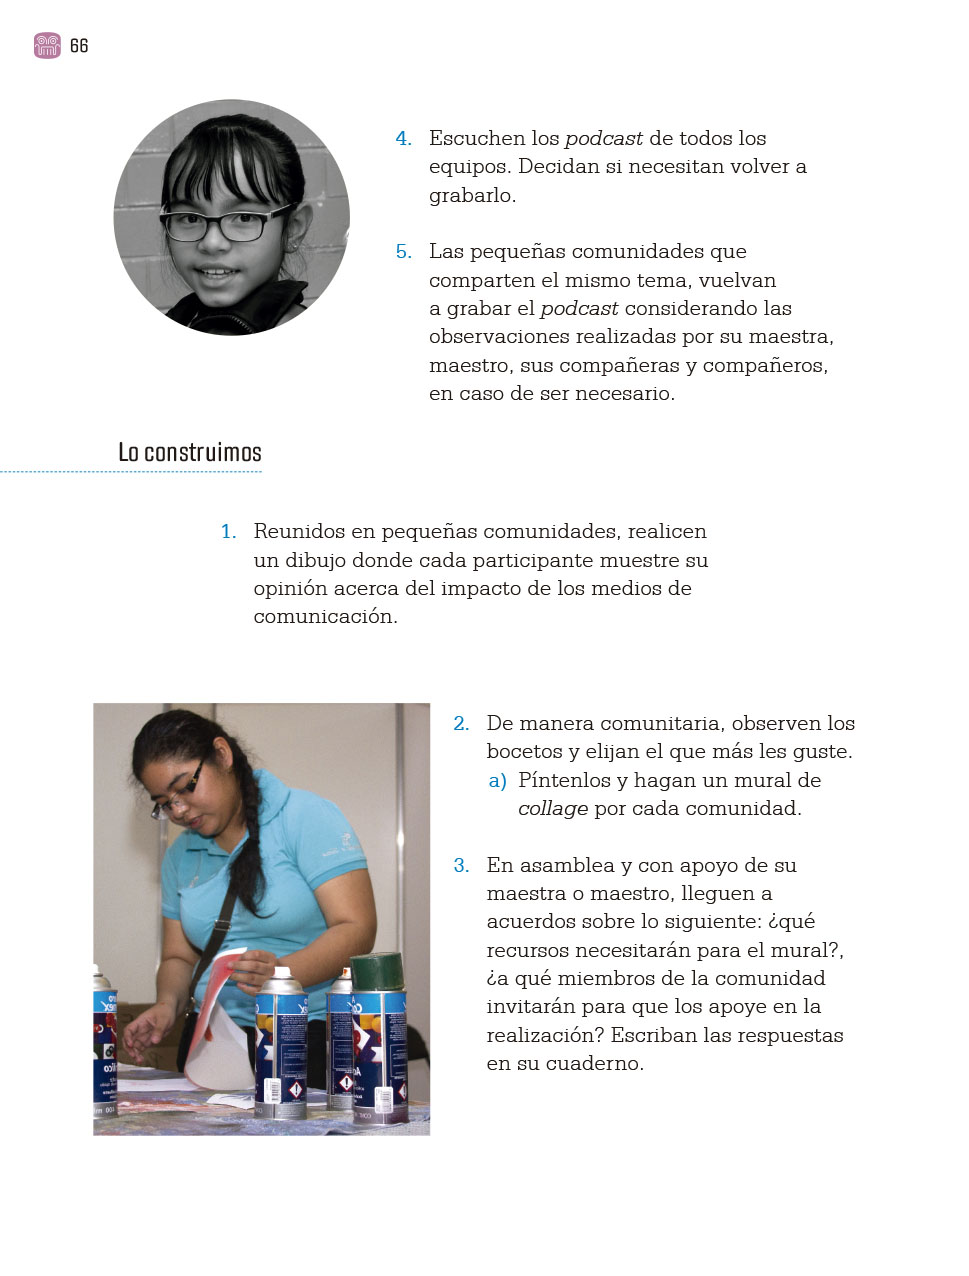 66
4. Escuchen los podcast de todos los
equipos. Decidan si necesitan volver a
grabarlo.
5. Las pequeñas comunidades que
comparten el mismo tema, vuelvan
a grabar el podcast considerando las
observaciones realizadas por su maestra,
maestro, sus compañeras y compañeros,
en caso de ser necesario.
Lo construimos
1. Reunidos en pequeñas comunidades, realicen
un dibujo donde cada participante muestre su
opinión acerca del impacto de los medios de
comunicación.
2. De manera comunitaria, observen los
bocetos y elijan el que más les guste.
a) Píntenlos y hagan un mural de
collage por cada comunidad.
3. En asamblea y con apoyo de su
maestra o maestro, lleguen a
acuerdos sobre lo siguiente: ¿qué
recursos necesitarán para el mural?,
¿a qué miembros de la comunidad
invitarán para que los apoye en la
realización? Escriban las respuestas
en su cuaderno.